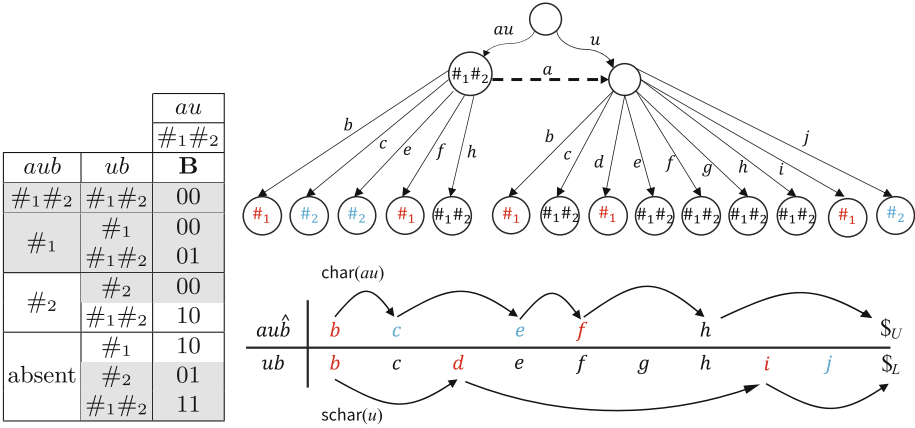 au
#₁#₂
aub ub B
#₁#₂ #₁#₂ 00
#₁ #₁ 00
#₁#₂ 01
#₂ #₂ 00
#₁#₂ 10
absent #₁ 10
#₂ 01
#₁#₂ 11
au u
#₁#₂ a
b c e f h b c d e f g h i j
#₁ #₂ #₂ #₁ #₁#₂ #₁ #₁#₂ #₁ #₁#₂ #₁#₂ #₁#₂ #₁#₂ #₁ #₂
char(au)
aub̂ b c e f h $U
ub b c d e f g h i j $L
schar(u)